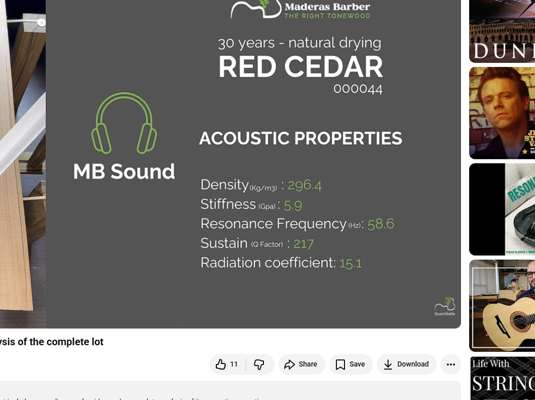 Maderas Barber
THE RIGHT TONEWOOD
30 years - natural drying
RED CEDAR
000044
MB Sound
ACOUSTIC PROPERTIES
Density (Kg/m3) : 296.4
Stiffness (Gpa) : 5.9
Resonance Frequency (Hz): 58.6
Sustain (Q Factor) : 217
Radiation coefficient: 15.1
ysis of the complete lot
11
Share
Save
Download
DUN
RESON
Life With
STRING